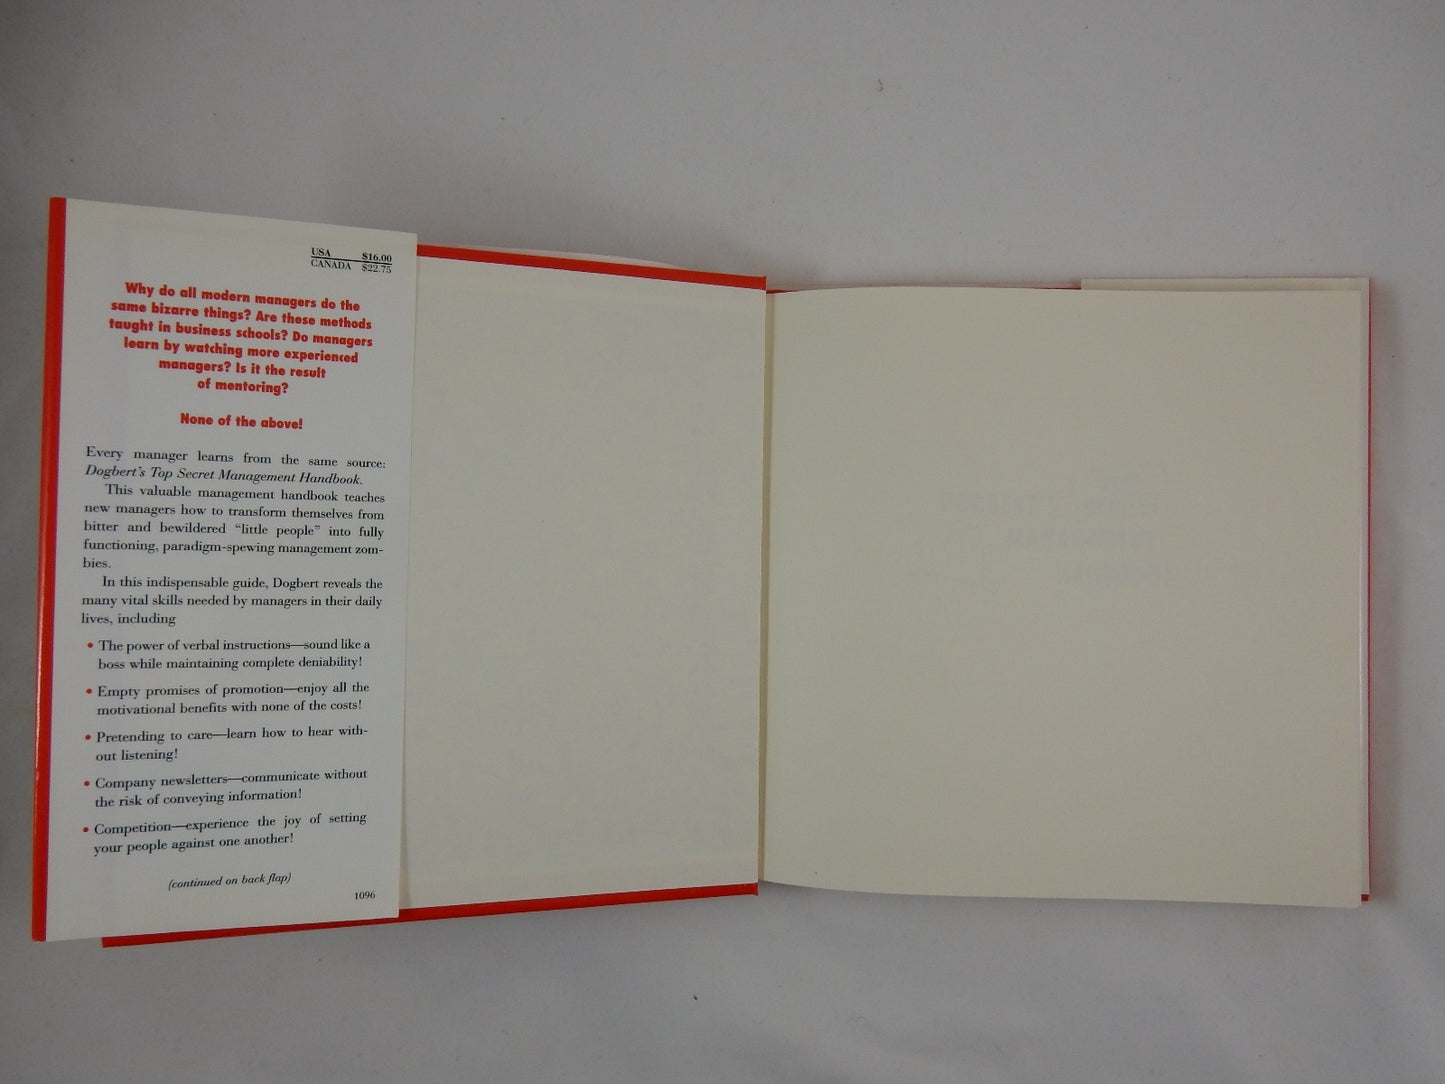 USA $16.00
CANADA $22.75
Why do all modern managers do the
same bizarre things? Are these methods
taught in business schools? Do managers
learn by watching more experienced
managers? Is it the result
of mentoring?
None of the above!
Every manager learns from the same source:
Dogbert's Top Secret Management Handbook.
This valuable management handbook teaches
new managers how to transform themselves from
bitter and bewildered “little people” into fully
functioning, paradigm-spewing management zom-
bies.
In this indispensable guide, Dogbert reveals the
many vital skills needed by managers in their daily
lives, including
• The power of verbal instructions—sound like a
boss while maintaining complete deniability!
• Empty promises of promotion—enjoy all the
motivational benefits with none of the costs!
• Pretending to care—learn how to hear with-
out listening!
• Company newsletters—communicate without
the risk of conveying information!
• Competition—experience the joy of setting
your people against one another!
(continued on back flap)
1096